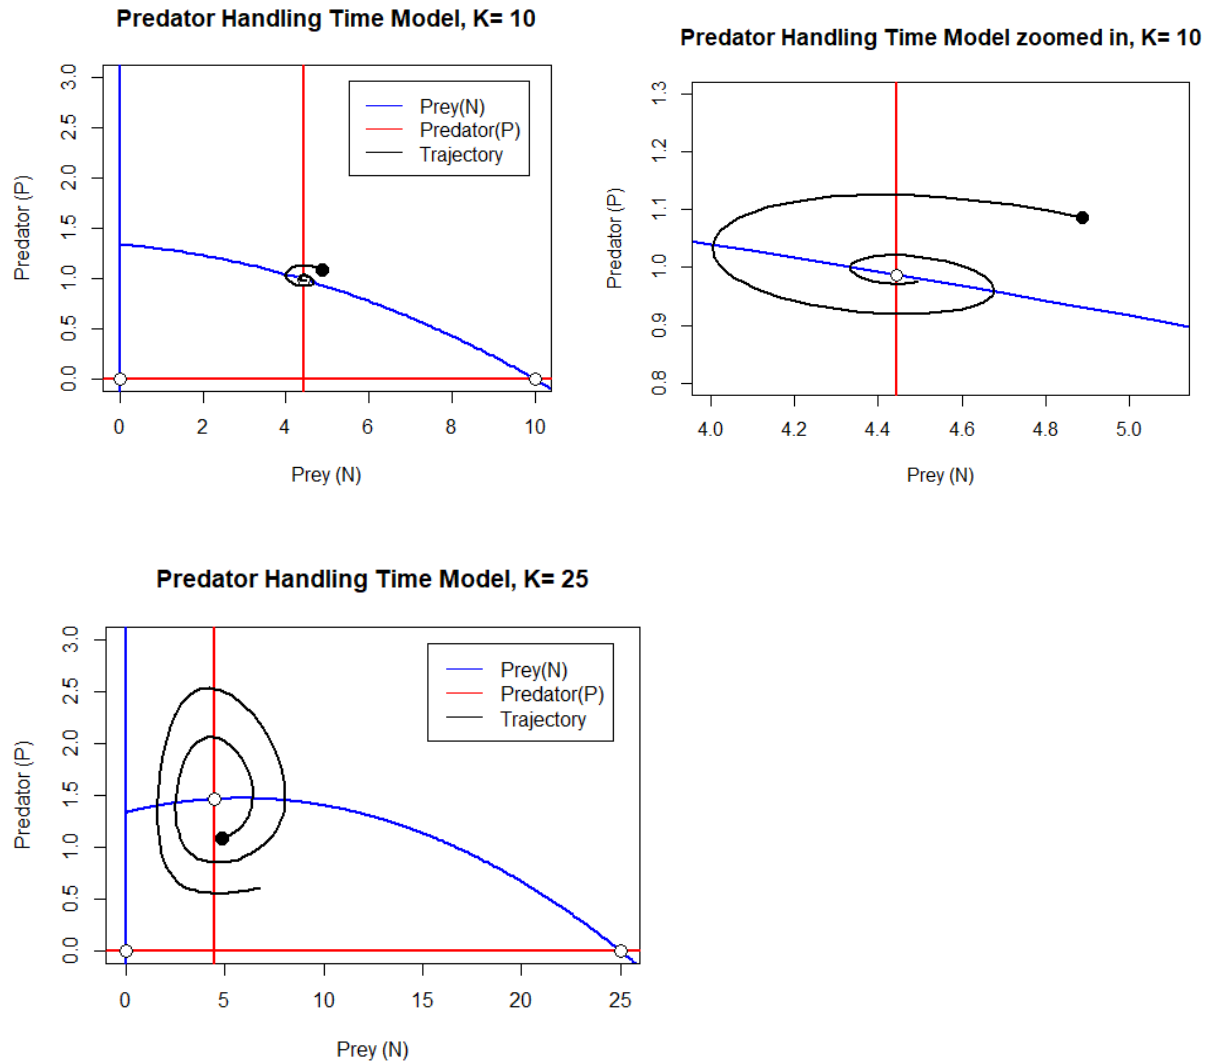 Predator Handling Time Model, K= 10
Predator (P)
3.0
2.5
2.0
1.5
1.0
0.5
0.0
Prey(N)
Predator(P)
Trajectory
0 2 4 6 8 10
Prey (N)
Predator Handling Time Model zoomed in, K= 10
Predator (P)
1.3
1.2
1.1
1.0
0.9
0.8
4.0 4.2 4.4 4.6 4.8 5.0
Prey (N)
Predator Handling Time Model, K= 25
Predator (P)
3.0
2.5
2.0
1.5
1.0
0.5
0.0
Prey(N)
Predator(P)
Trajectory
0 5 10 15 20 25
Prey (N)